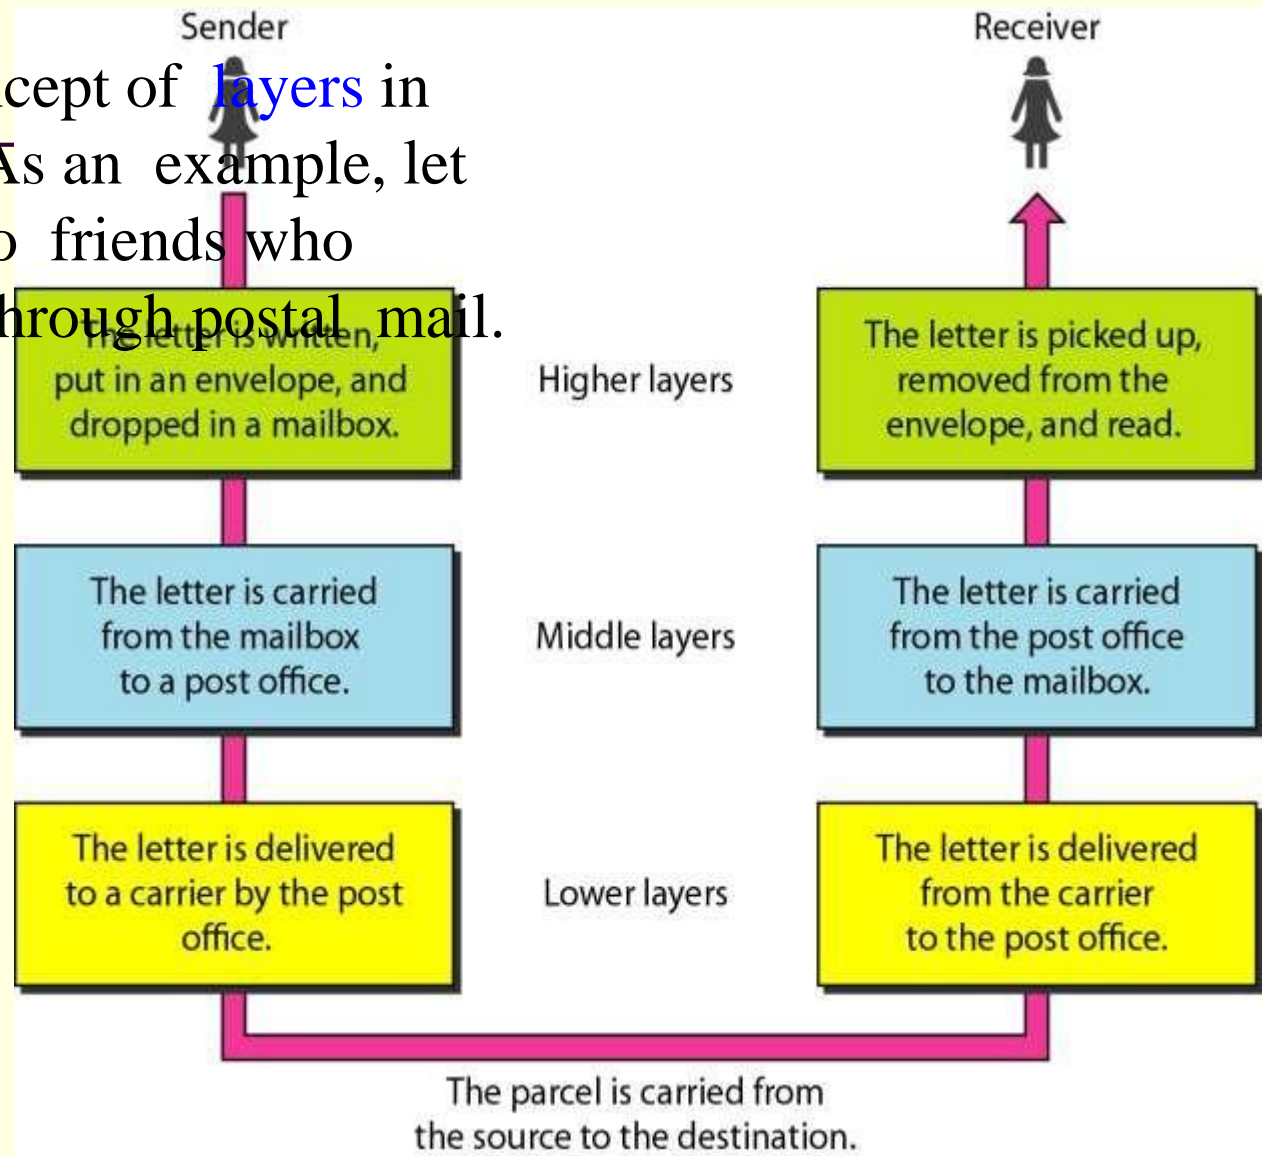 Sender
Receiver
cept of layers in
As an example, let
o friends who
hrough postal mail.
The letter is written,
put in an envelope, and
dropped in a mailbox.
Higher layers
The letter is picked up,
removed from the
envelope, and read.
The letter is carried
from the mailbox
to a post office.
Middle layers
The letter is carried
from the post office
to the mailbox.
The letter is delivered
to a carrier by the post
office.
Lower layers
The letter is delivered
from the carrier
to the post office.
The parcel is carried from
the source to the destination.